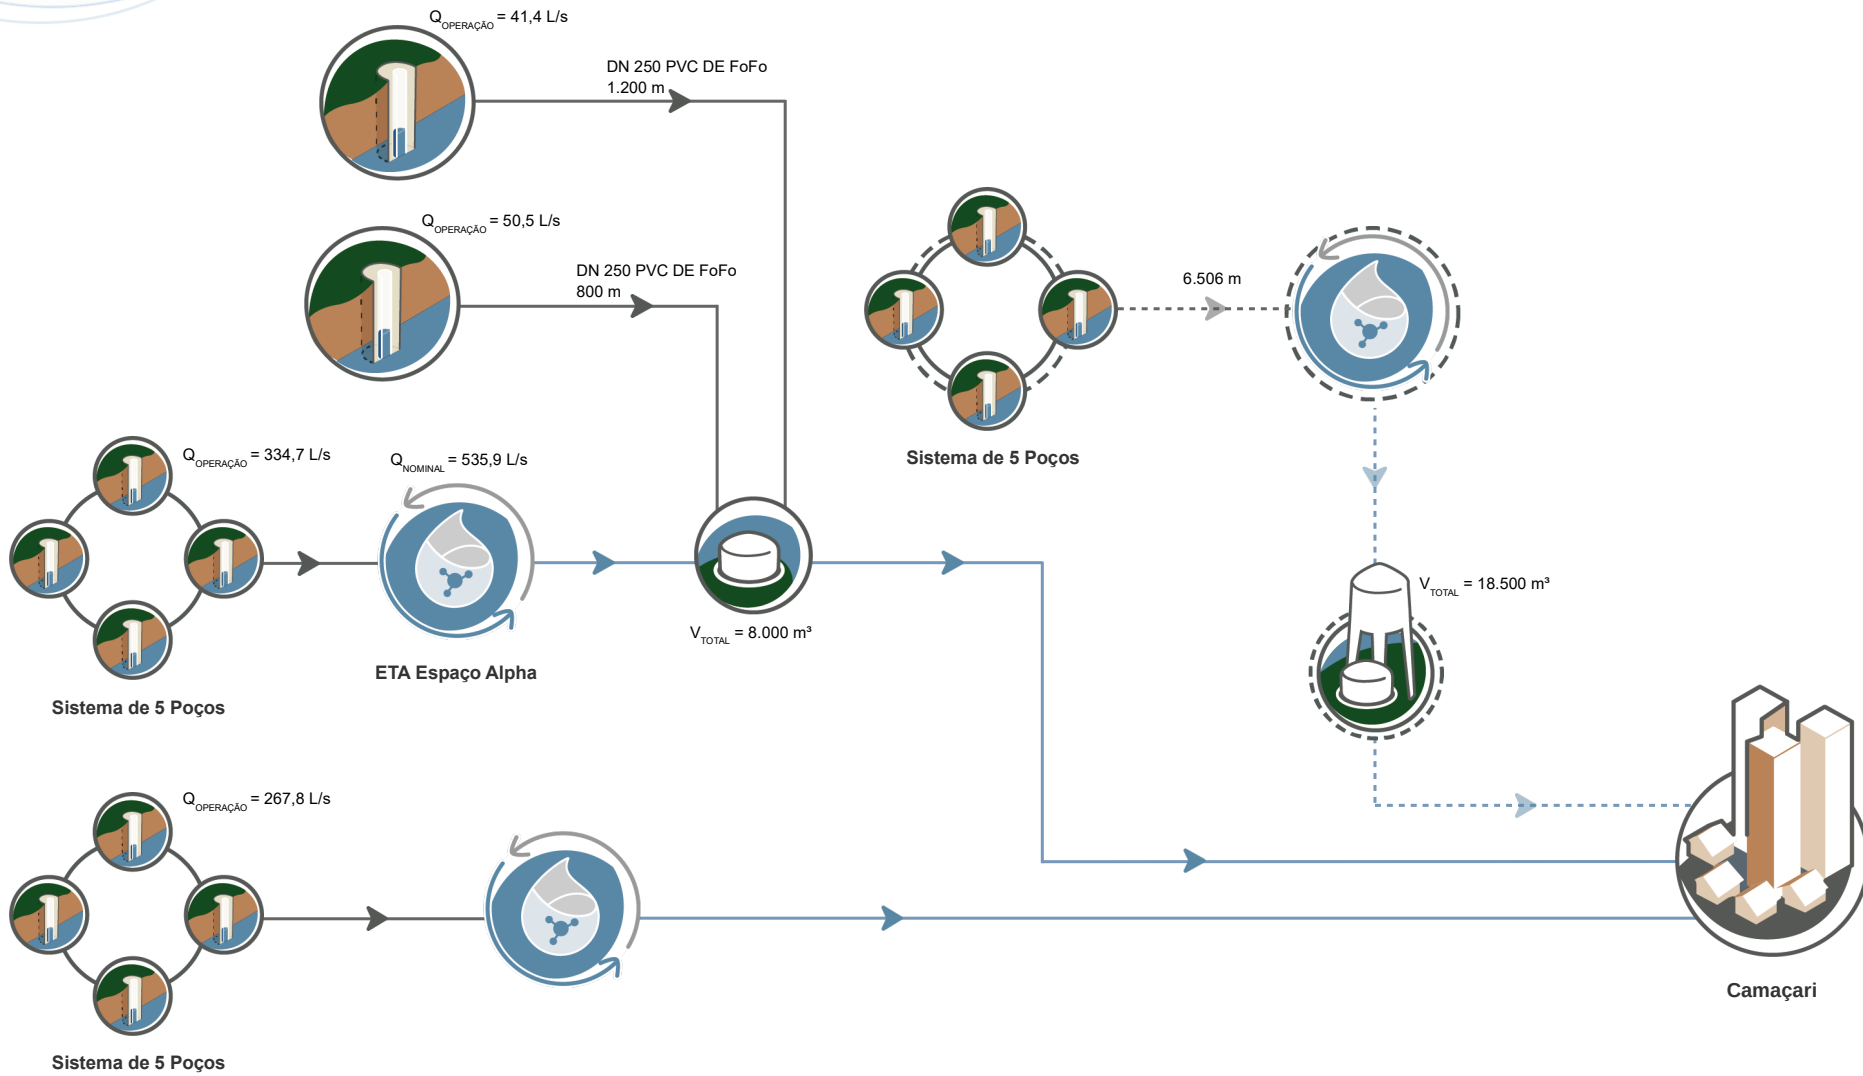 Q OPERAÇÃO = 41,4 L/s
DN 250 PVC DE FoFo
1.200 m
Q OPERAÇÃO = 50,5 L/s
DN 250 PVC DE FoFo
800 m
6.506 m
Sistema de 5 Poços
Q OPERAÇÃO = 334,7 L/s
Q NOMINAL = 535,9 L/s
V TOTAL = 18.500 m³
V TOTAL = 8.000 m³
ETA Espaço Alpha
Sistema de 5 Poços
Q OPERAÇÃO = 267,8 L/s
Camaçari
Sistema de 5 Poços